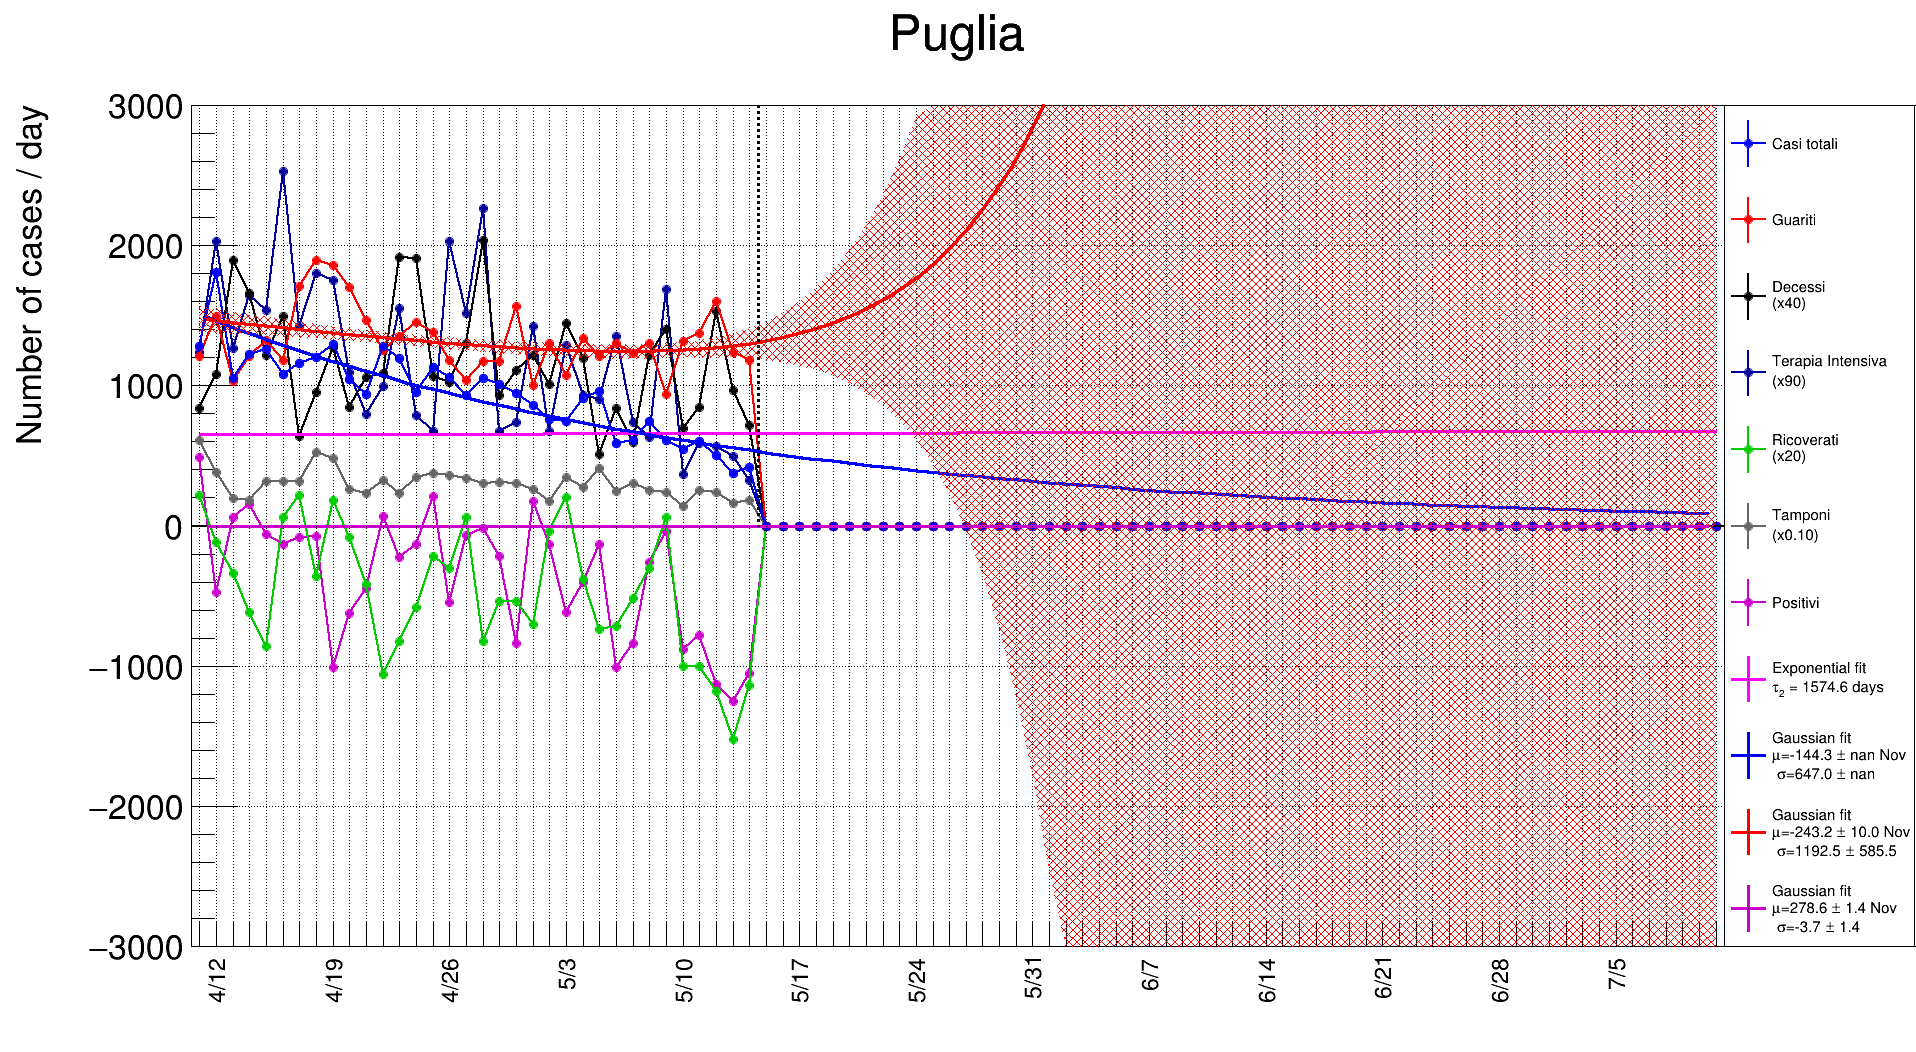 Puglia
Number of cases / day
3000
2000
1000
0
−1000
−2000
−3000
4/12
4/19
4/26
5/3
5/10
5/17
5/24
5/31
6/7
6/14
6/21
6/28
7/5
Casi totali
Guariti
Decessi
(x40)
Terapia Intensiva
(x90)
Ricoverati
(x20)
Tamponi
(x0.10)
Positivi
Exponential fit
τ2 = 1574.6 days
Gaussian fit
μ=-144.3 ± nan Nov
σ=647.0 ± nan
Gaussian fit
μ=-243.2 ± 10.0 Nov
σ=1192.5 ± 585.5
Gaussian fit
μ=278.6 ± 1.4 Nov
σ=-3.7 ± 1.4